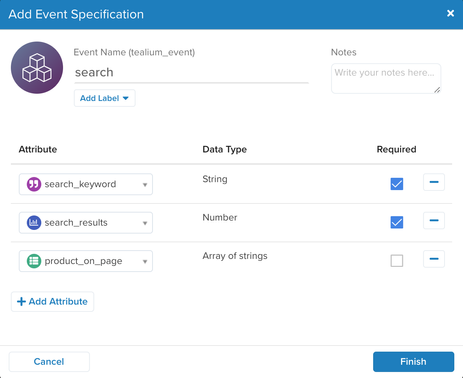 Add Event Specification
Event Name (tealium_event)
Notes
search
Write your notes here...
Add Label
Attribute Data Type Required
search_keyword String
search_results Number
product_on_page Array of strings
+ Add Attribute
Cancel Finish